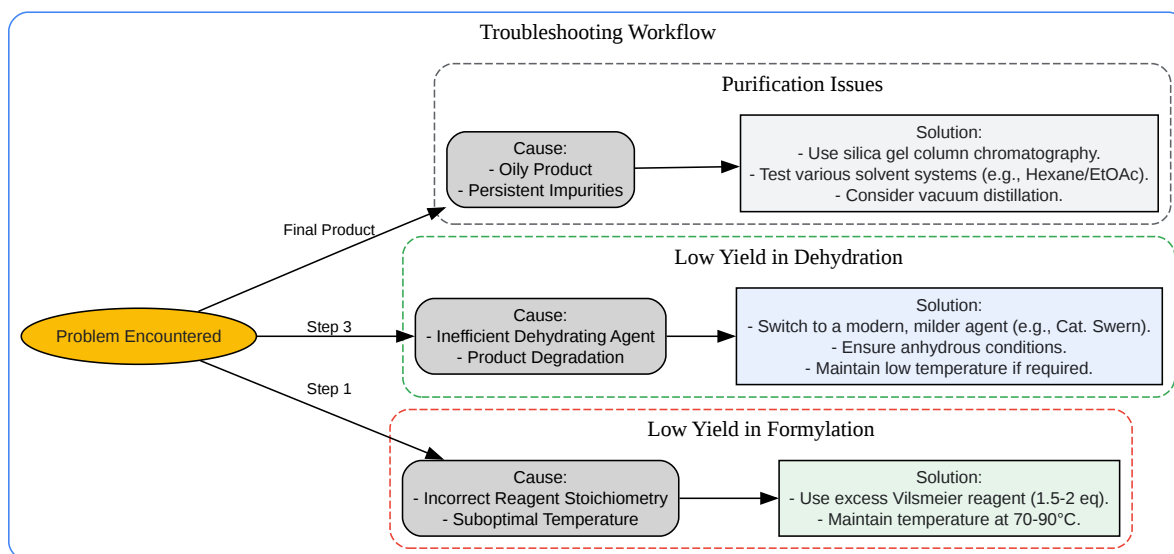 Troubleshooting Workflow
Purification Issues
Cause:
- Oily Product
- Persistent Impurities
Solution:
- Use silica gel column chromatography.
- Test various solvent systems (e.g., Hexane/EtOAc).
- Consider vacuum distillation.
Final Product
Low Yield in Dehydration
Problem Encountered
Step 3
Cause:
- Inefficient Dehydrating Agent
- Product Degradation
Solution:
- Switch to a modern, milder agent (e.g., Cat. Swern).
- Ensure anhydrous conditions.
- Maintain low temperature if required.
Step 1
Low Yield in Formylation
Cause:
- Incorrect Reagent Stoichiometry
- Suboptimal Temperature
Solution:
- Use excess Vilsmeier reagent (1.5-2 eq).
- Maintain temperature at 70-90°C.